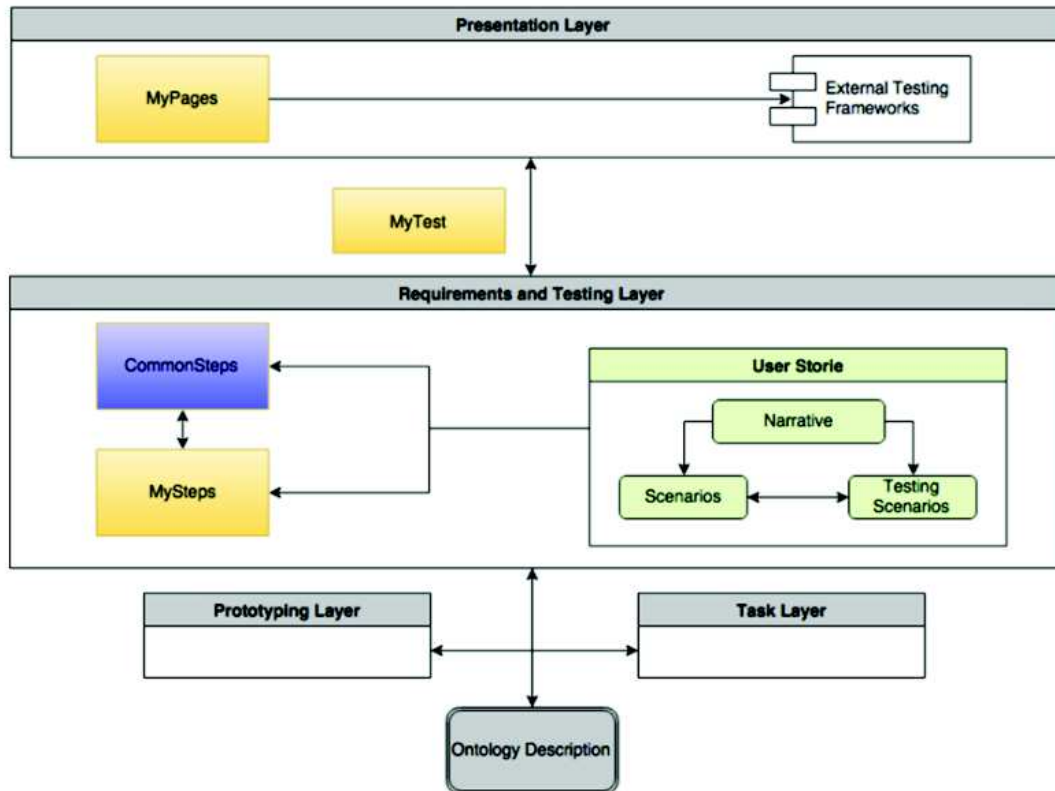 Presentation Layer
MyPages
External Testing
Frameworks
MyTest
Requirements and Testing Layer
CommonSteps
User Storie
Narrative
MySteps
Scenarios
Testing
Scenarios
Prototyping Layer
Task Layer
Ontology Description